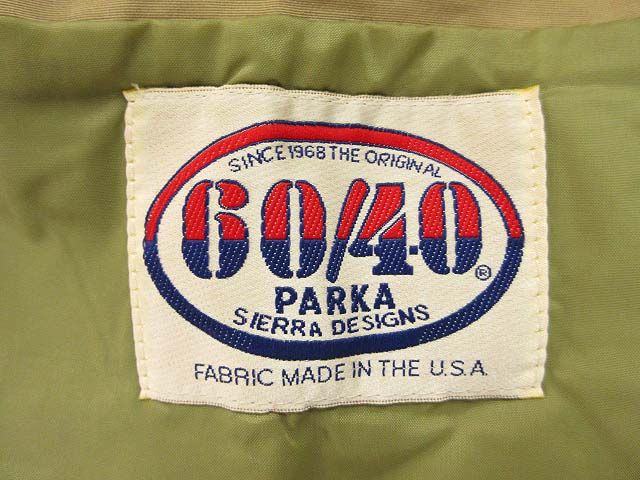 SINCE 1968 THE ORIGINAL
60/40®
PARKA
SIERRA DESIGNS
FABRIC MADE IN THE U.S.A.